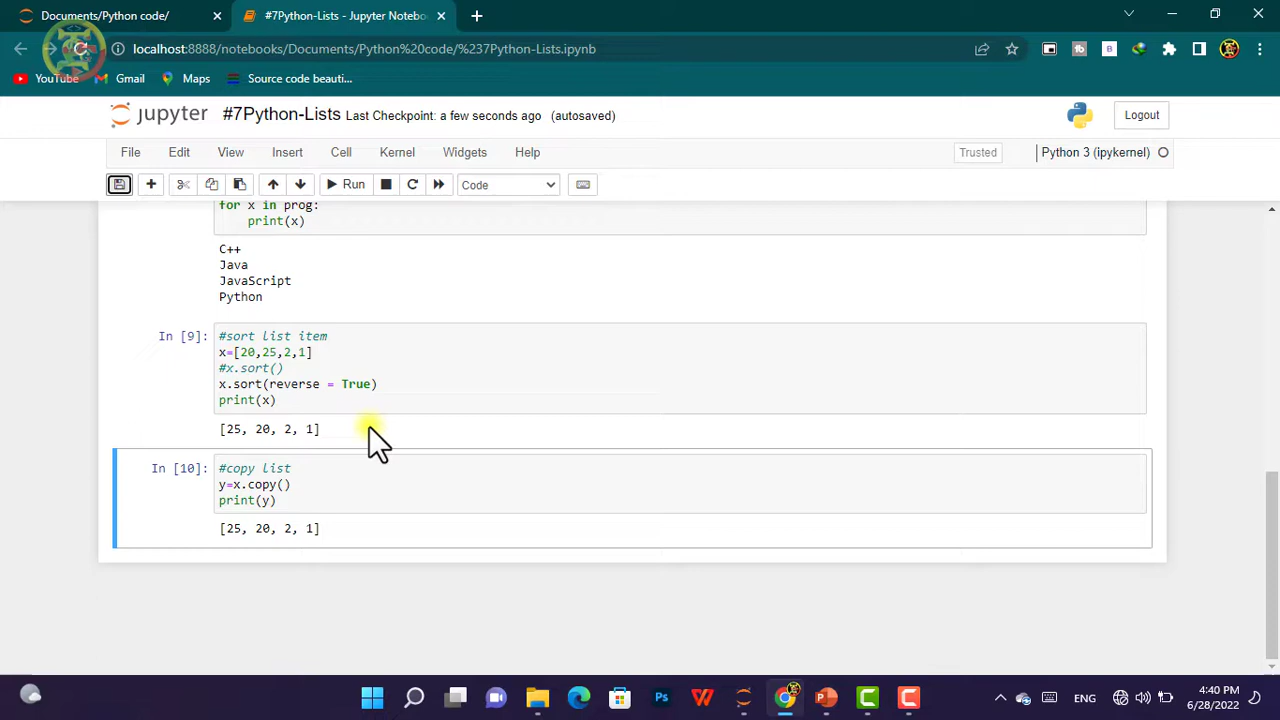 Documents/Python code/
#7Python-Lists - Jupyter Notebo
localhost:8888/notebooks/Documents/Python%20code/%237Python-Lists.ipynb
YouTube
Gmail
Maps
Source code beauti...
jupyter
#7Python-Lists
Last Checkpoint: a few seconds ago
(autosaved)
Logout
File
Edit
View
Insert
Cell
Kernel
Widgets
Help
Trusted
Python 3 (ipykernel)
Run
Code
for x in prog:
print(x)
C++
Java
JavaScript
Python
In [9]:
#sort list item
x=[20,25,2,1]
#x.sort()
x.sort(reverse = True)
print(x)
[25, 20, 2, 1]
In [10]:
#copy list
y=x.copy()
print(y)
[25, 20, 2, 1]
Ps
ENG
4:40 PM
6/28/2022